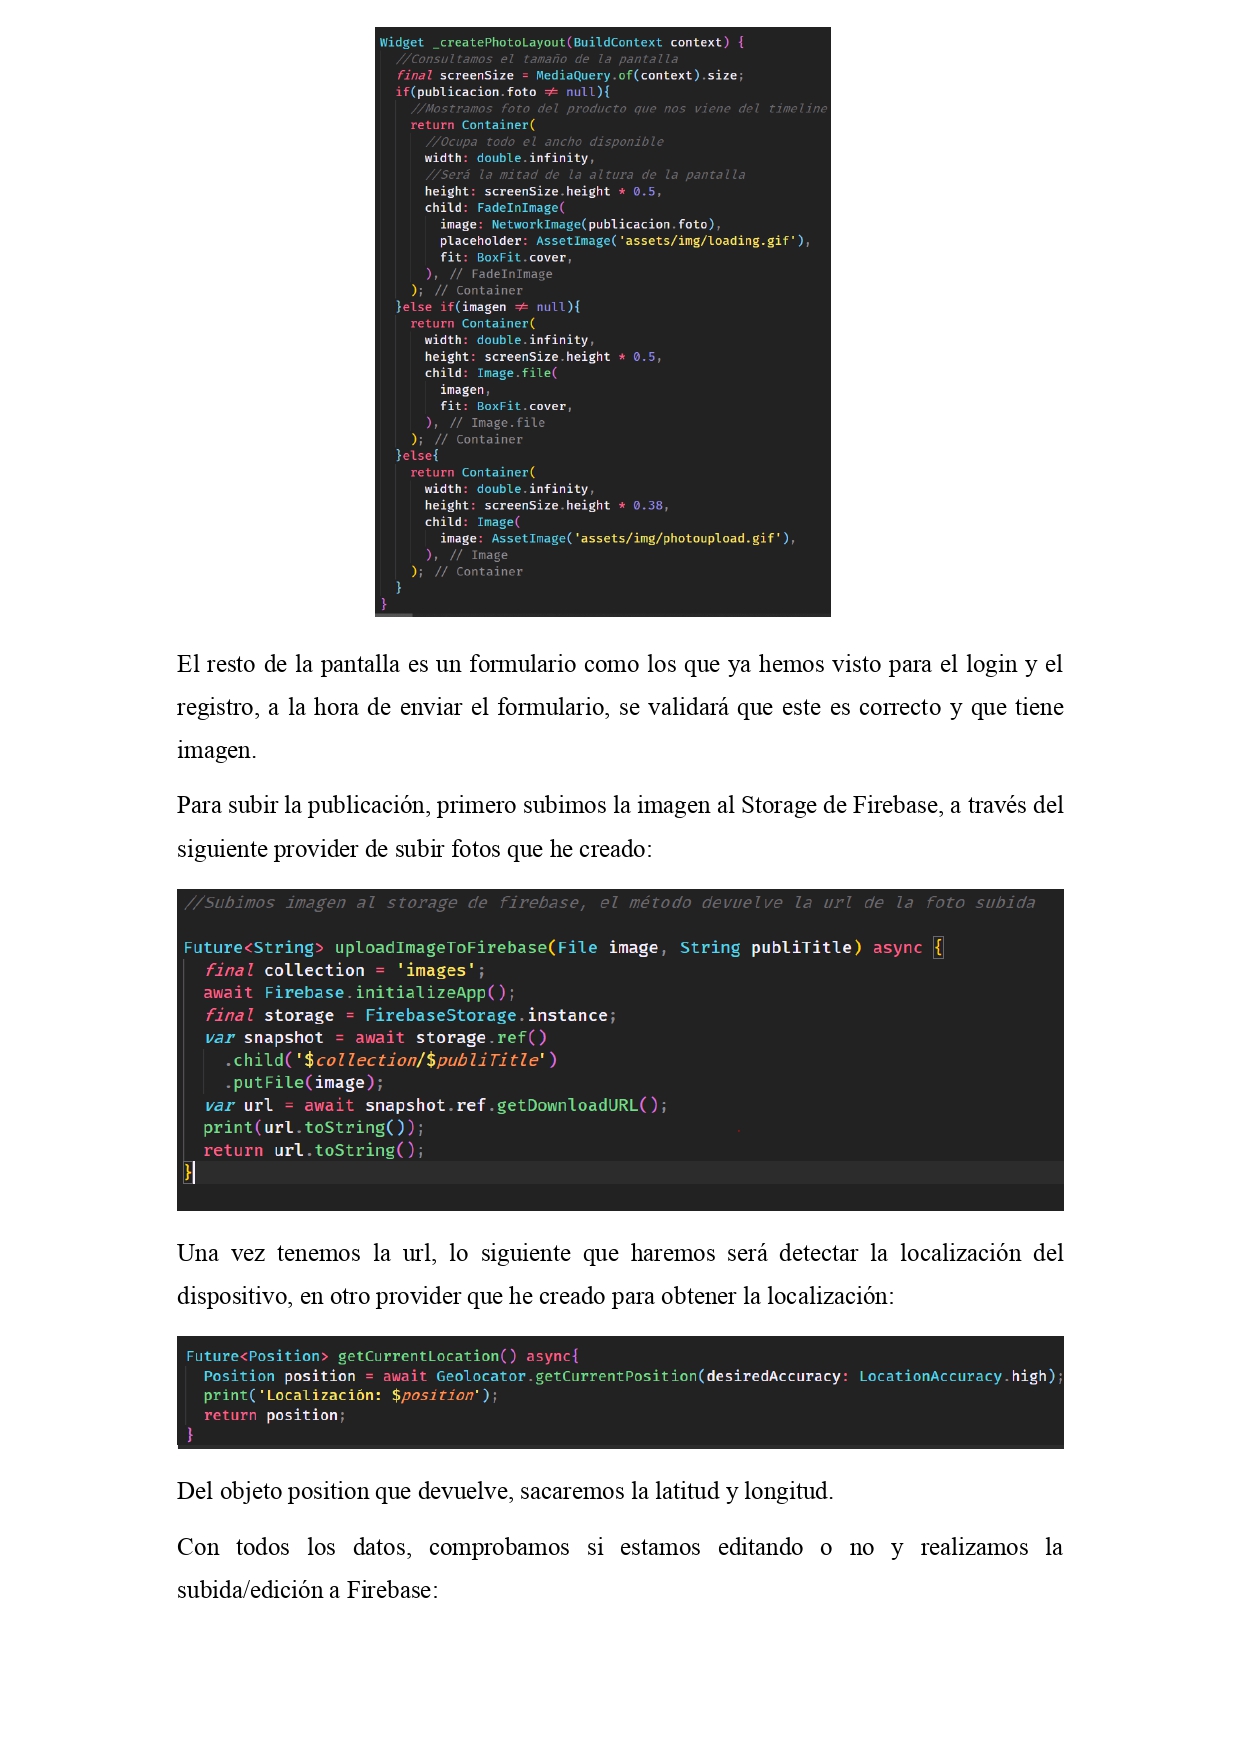 Widget _createPhotoLayout(BuildContext context) {
//Consultamos el tamaño de la pantalla
final screenSize = MediaQuery.of(context).size;
if(publicacion.foto ≠ null){
//Mostramos foto del producto que nos viene del timeline
return Container(
//Ocupa todo el ancho disponible
width: double.infinity,
//Será la mitad de la altura de la pantalla
height: screenSize.height * 0.5,
child: FadeInImage(
image: NetworkImage(publicacion.foto),
placeholder: AssetImage('assets/img/loading.gif'),
fit: BoxFit.cover,
), // FadeInImage
); // Container
}else if(imagen ≠ null){
return Container(
width: double.infinity,
height: screenSize.height * 0.5,
child: Image.file(
imagen,
fit: BoxFit.cover,
), // Image.file
); // Container
}else{
return Container(
width: double.infinity,
height: screenSize.height * 0.38,
child: Image(
image: AssetImage('assets/img/photoupload.gif'),
), // Image
); // Container
}
}
El resto de la pantalla es un formulario como los que ya hemos visto para el login y el
registro, a la hora de enviar el formulario, se validará que este es correcto y que tiene
imagen.
Para subir la publicación, primero subimos la imagen al Storage de Firebase, a través del
siguiente provider de subir fotos que he creado:
//Subimos imagen al storage de firebase, el método devuelve la url de la foto subida
Future<String> uploadImageToFirebase(File image, String publiTitle) async {
final collection = 'images';
await Firebase.initializeApp();
final storage = FirebaseStorage.instance;
var snapshot = await storage.ref()
.child('$collection/$publiTitle')
.putFile(image);
var url = await snapshot.ref.getDownloadURL();
print(url.toString());
return url.toString();
}
Una vez tenemos la url, lo siguiente que haremos será detectar la localización del
dispositivo, en otro provider que he creado para obtener la localización:
Future<Position> getCurrentLocation() async{
Position position = await Geolocator.getCurrentPosition(desiredAccuracy: LocationAccuracy.high);
print('Localización: $position');
return position;
}
Del objeto position que devuelve, sacaremos la latitud y longitud.
Con todos los datos, comprobamos si estamos editando o no y realizamos la
subida/edición a Firebase: